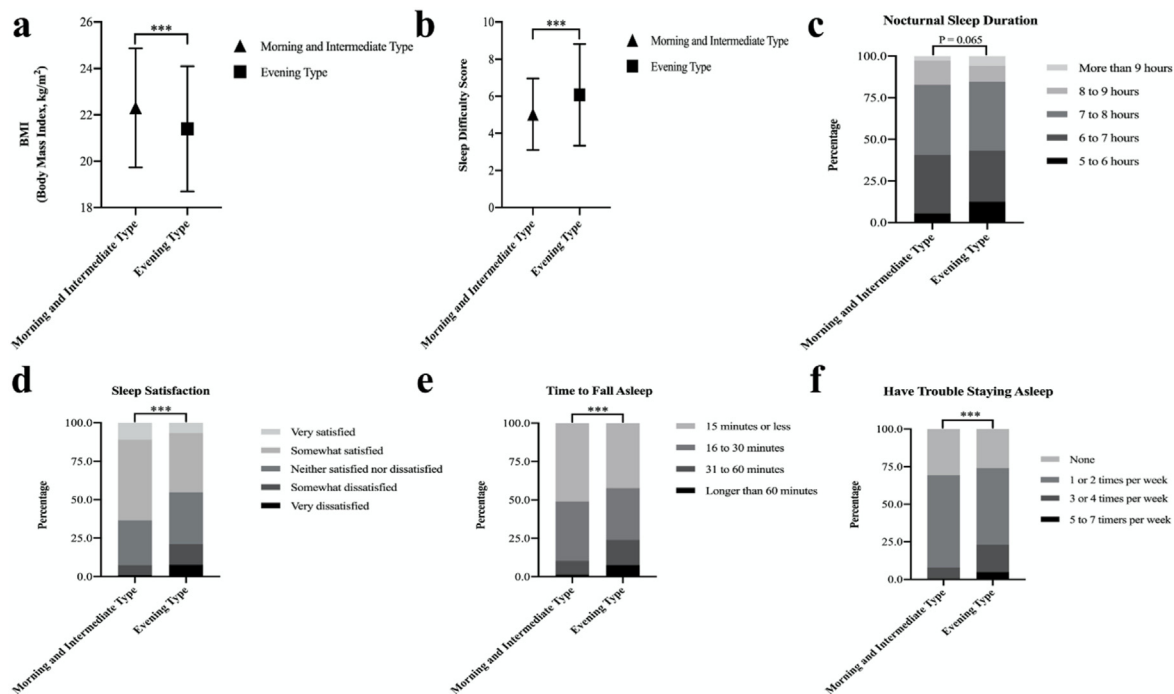 a
26
24
22
20
18
BMI
(Body Mass Index, kg/m²)
***
Morning and Intermediate Type
Evening Type
Morning and Intermediate Type
Evening Type
b
10
8
6
4
2
0
Sleep Difficulty Score
***
Morning and Intermediate Type
Evening Type
Morning and Intermediate Type
Evening Type
c
Nocturnal Sleep Duration
P = 0.065
100.0
75.0
50.0
25.0
0.0
Percentage
More than 9 hours
8 to 9 hours
7 to 8 hours
6 to 7 hours
5 to 6 hours
Morning and Intermediate Type
Evening Type
d
Sleep Satisfaction
***
100.0
75.0
50.0
25.0
0.0
Percentage
Very satisfied
Somewhat satisfied
Neither satisfied nor dissatisfied
Somewhat dissatisfied
Very dissatisfied
Morning and Intermediate Type
Evening Type
e
Time to Fall Asleep
***
100.0
75.0
50.0
25.0
0.0
Percentage
15 minutes or less
16 to 30 minutes
31 to 60 minutes
Longer than 60 minutes
Morning and Intermediate Type
Evening Type
f
Have Trouble Staying Asleep
***
100.0
75.0
50.0
25.0
0.0
Percentage
None
1 or 2 times per week
3 or 4 times per week
5 to 7 timers per week
Morning and Intermediate Type
Evening Type